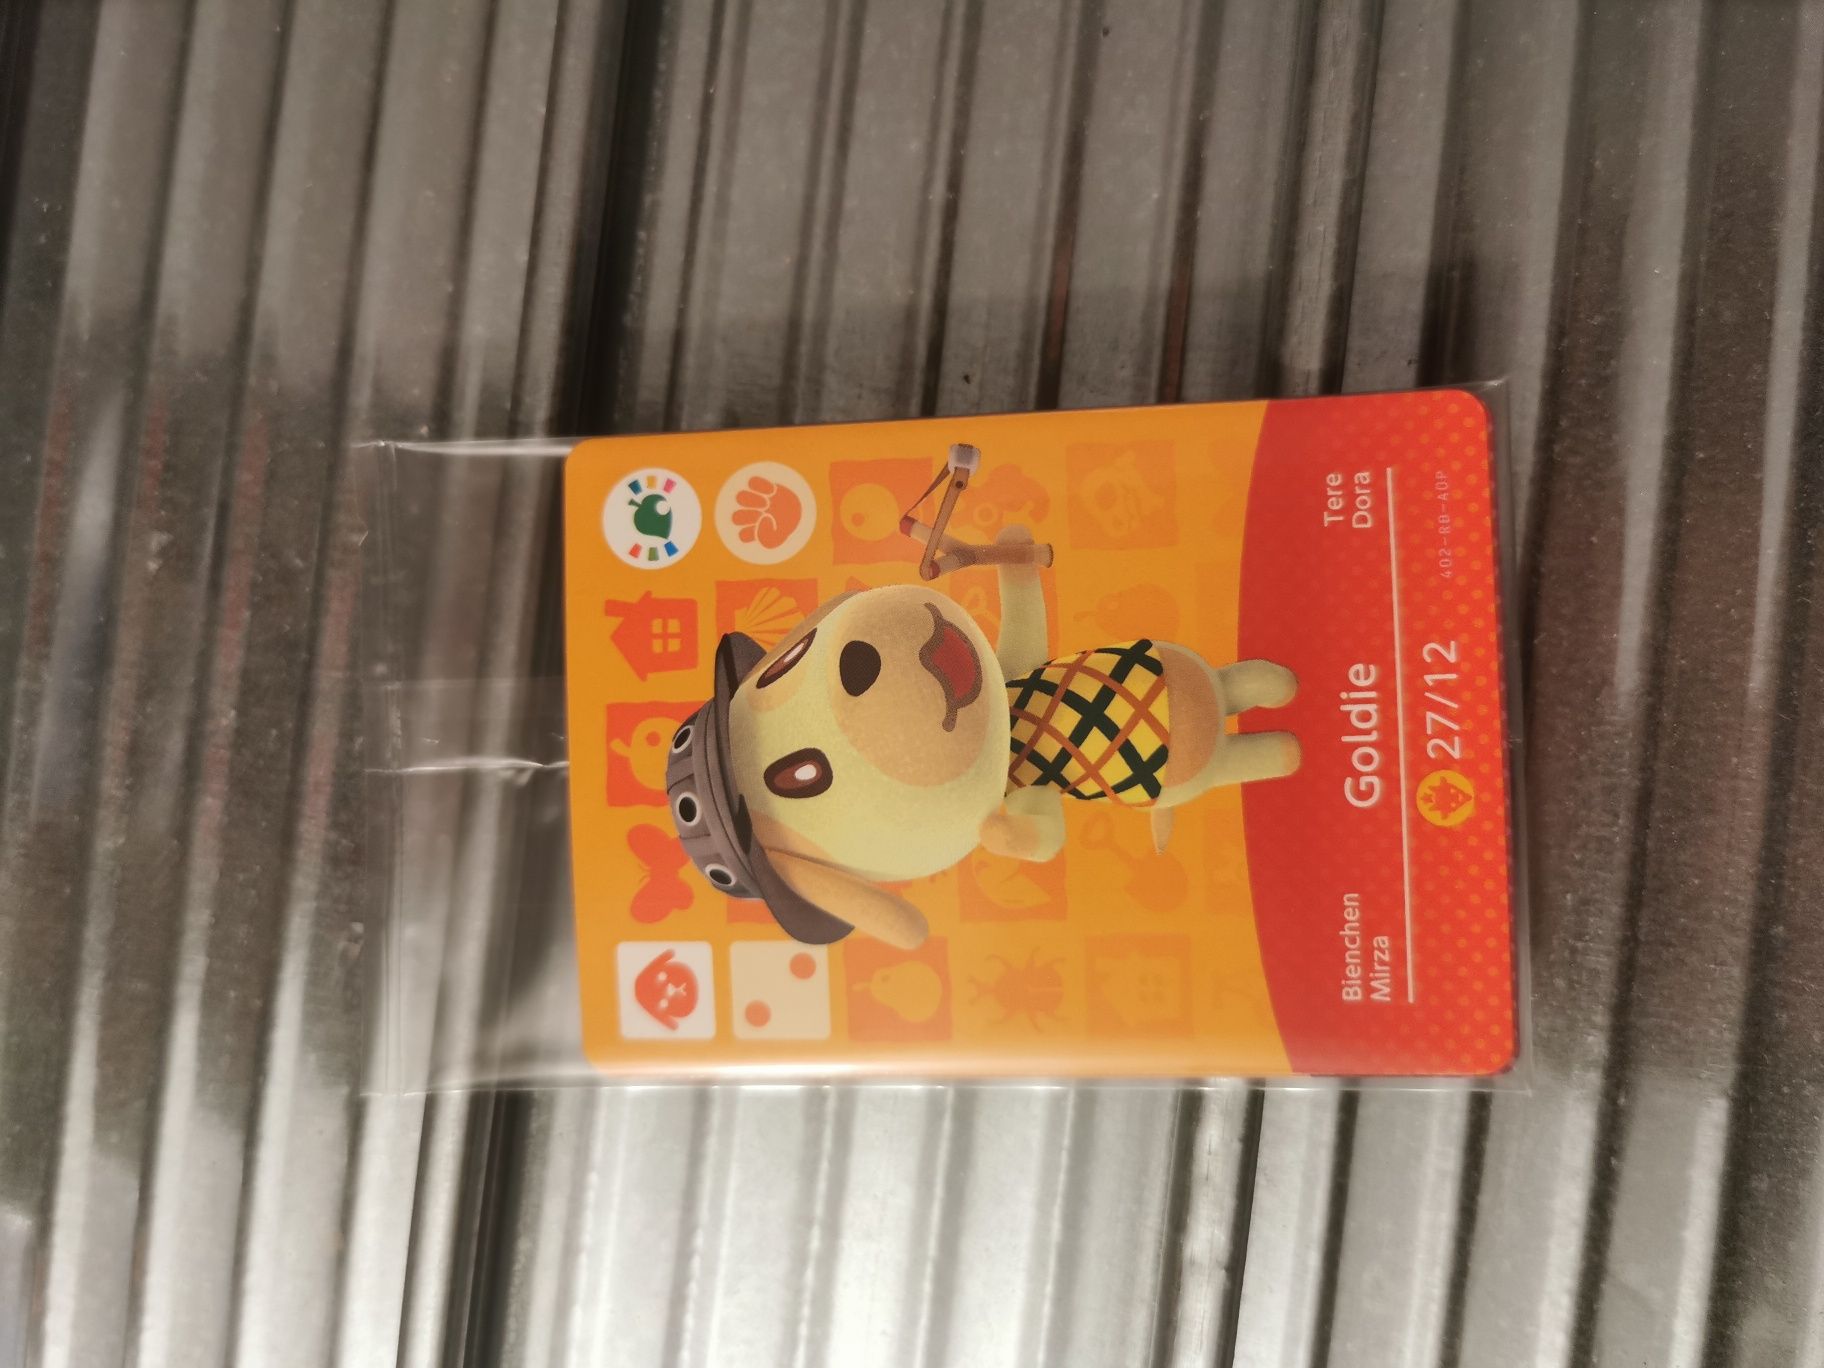 Bienchen
Mirza
Goldie
Tere
Dora
27/12
402-RB-AOP